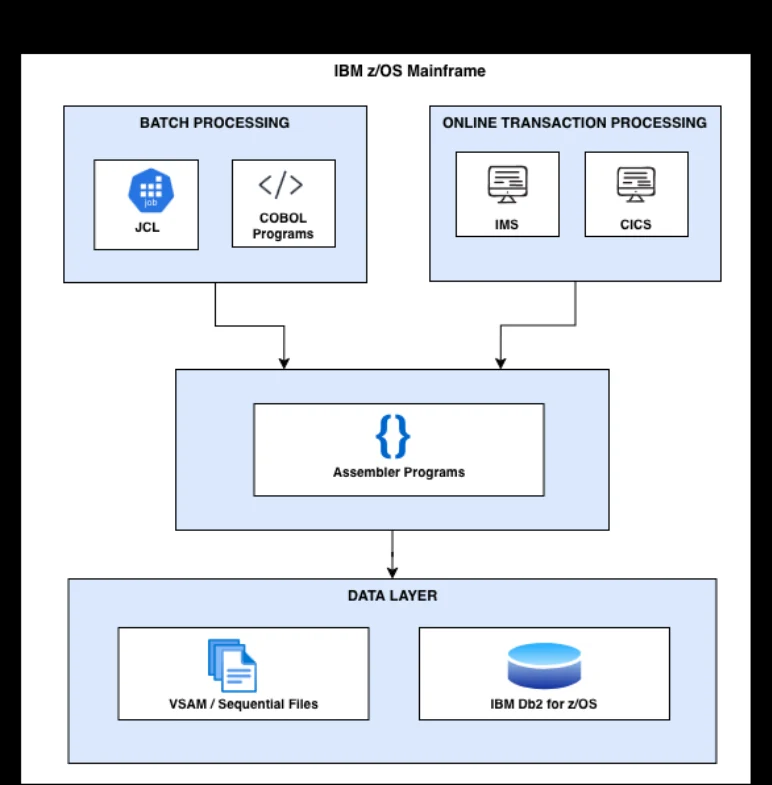 IBM z/OS Mainframe
BATCH PROCESSING
job
JCL
</>
COBOL
Programs
ONLINE TRANSACTION PROCESSING
IMS
CICS
{}
Assembler Programs
DATA LAYER
VSAM / Sequential Files
IBM Db2 for z/OS